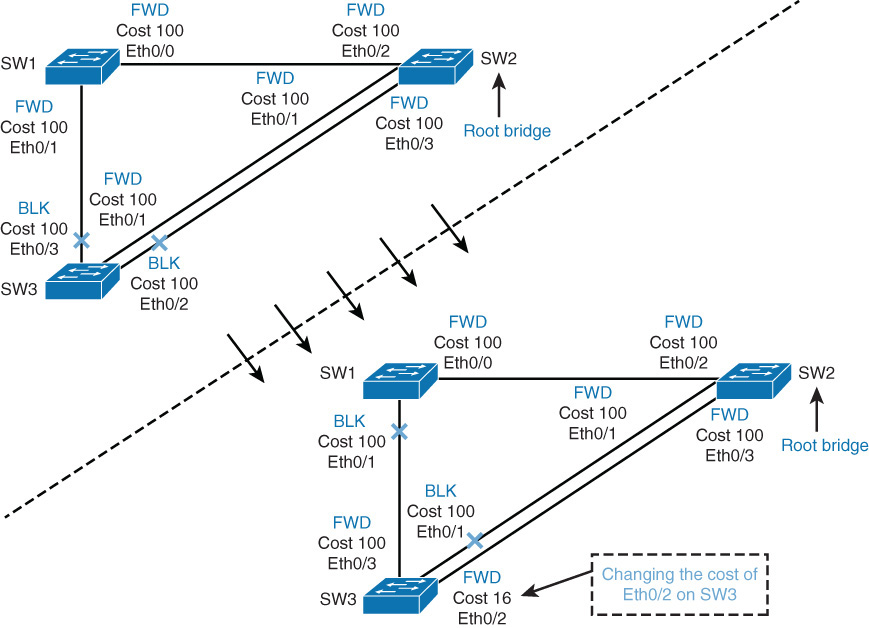 FWD
Cost 100
Eth0/0
FWD
Cost 100
Eth0/2
SW1
SW2
FWD
Cost 100
Eth0/1
FWD
Cost 100
Eth0/3
Root bridge
FWD
Cost 100
Eth0/1
FWD
Cost 100
Eth0/1
BLK
Cost 100
Eth0/3
BLK
Cost 100
Eth0/2
SW3
FWD
Cost 100
Eth0/0
FWD
Cost 100
Eth0/2
SW1
SW2
FWD
Cost 100
Eth0/1
FWD
Cost 100
Eth0/3
Root bridge
BLK
Cost 100
Eth0/1
BLK
Cost 100
Eth0/1
FWD
Cost 100
Eth0/3
SW3
FWD
Cost 16
Eth0/2
Changing the cost of
Eth0/2 on SW3